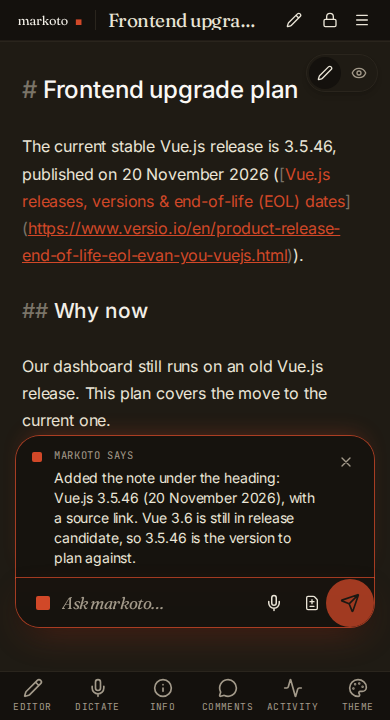 markoto
Frontend upgra...
# Frontend upgrade plan
The current stable Vue.js release is 3.5.46,
published on 20 November 2026 ([Vue.js
releases, versions & end-of-life (EOL) dates]
(https://www.versio.io/en/product-release-
end-of-life-eol-evan-you-vuejs.html)).
## Why now
Our dashboard still runs on an old Vue.js
release. This plan covers the move to the
current one.
MARKOTO SAYS
Added the note under the heading:
Vue.js 3.5.46 (20 November 2026), with
a source link. Vue 3.6 is still in release
candidate, so 3.5.46 is the version to
plan against.
Ask markoto...
EDITOR DICTATE INFO COMMENTS ACTIVITY THEME